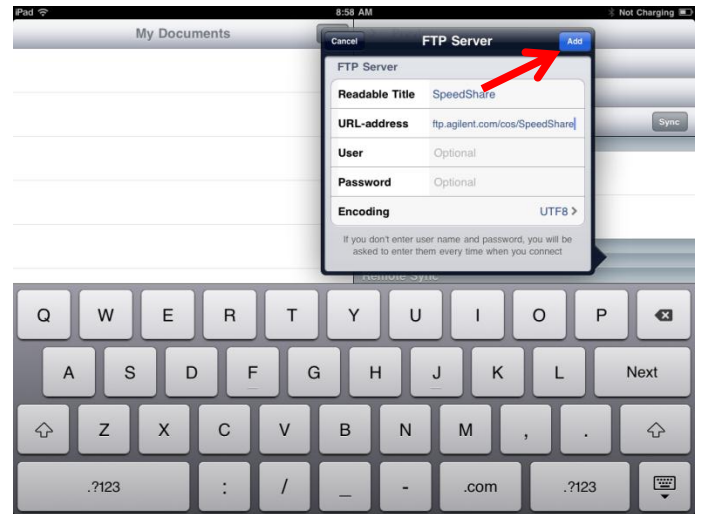 iPad 8:58 AM Not Charging
My Documents
Cancel FTP Server Add
FTP Server
Readable Title SpeedShare
URL-address ftp.agilent.com/cos/SpeedShare
Sync
User Optional
Password Optional
Encoding UTF8 >
If you don't enter user name and password, you will be
asked to enter them every time when you connect
Remote Sync
Q W E R T Y U I O P
A S D F G H J K L Next
Z X C V B N M , .
.?123 : / _ - .com .?123